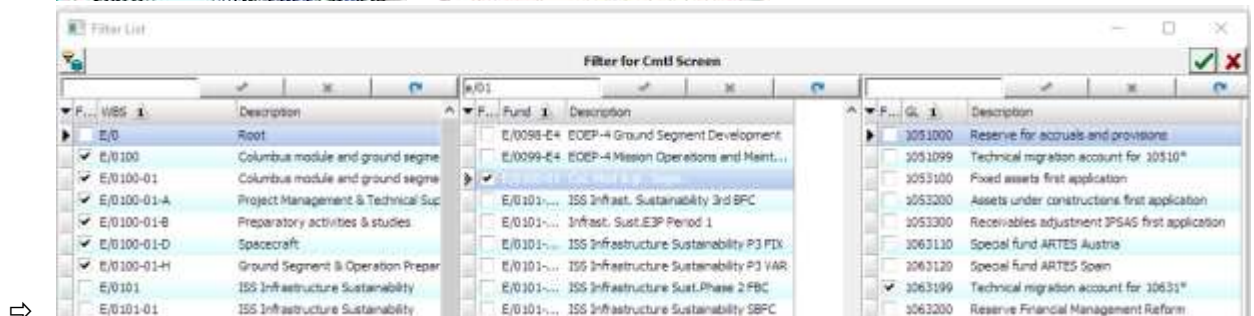 Filter List
Filter for Cmtl Screen
e/01
F... WBS 1 Description
E/0 Root
E/0100 Columbus module and ground segme
E/0100-01 Columbus module and ground segme
E/0100-01-A Project Management & Technical Sup
E/0100-01-B Preparatory activities & studies
E/0100-01-D Spacecraft
E/0100-01-H Ground Segment & Operation Prepar
E/0101 ISS Infrastructure Sustainability
E/0101-01 ISS Infrastructure Sustainability
F... Fund 1 Description
E/0098-E4 EOEP-4 Ground Segment Development
E/0099-E4 EOEP-4 Mission Operations and Maint...
E/0101-... ISS Infrast. Sustainability 3rd BFC
E/0101-... Infrast. Sust.E3P Period 1
E/0101-... ISS Infrastructure Sustainability P3 FIX
E/0101-... ISS Infrastructure Sustainability P3 VAR
E/0101-... ISS Infrastructure Sust.Phase 2 FBC
E/0101-... ISS Infrastructure Sustainability SBFC
F... GL 1 Description
1051000 Reserve for accruals and provisions
1051099 Technical migration account for 10510*
1053100 Fixed assets first application
1053200 Assets under constructions first application
1053300 Receivables adjustment IPSAS first application
1063110 Special fund ARTES Austria
1063120 Special fund ARTES Spain
1063199 Technical migration account for 10631*
1063200 Reserve Financial Management Reform